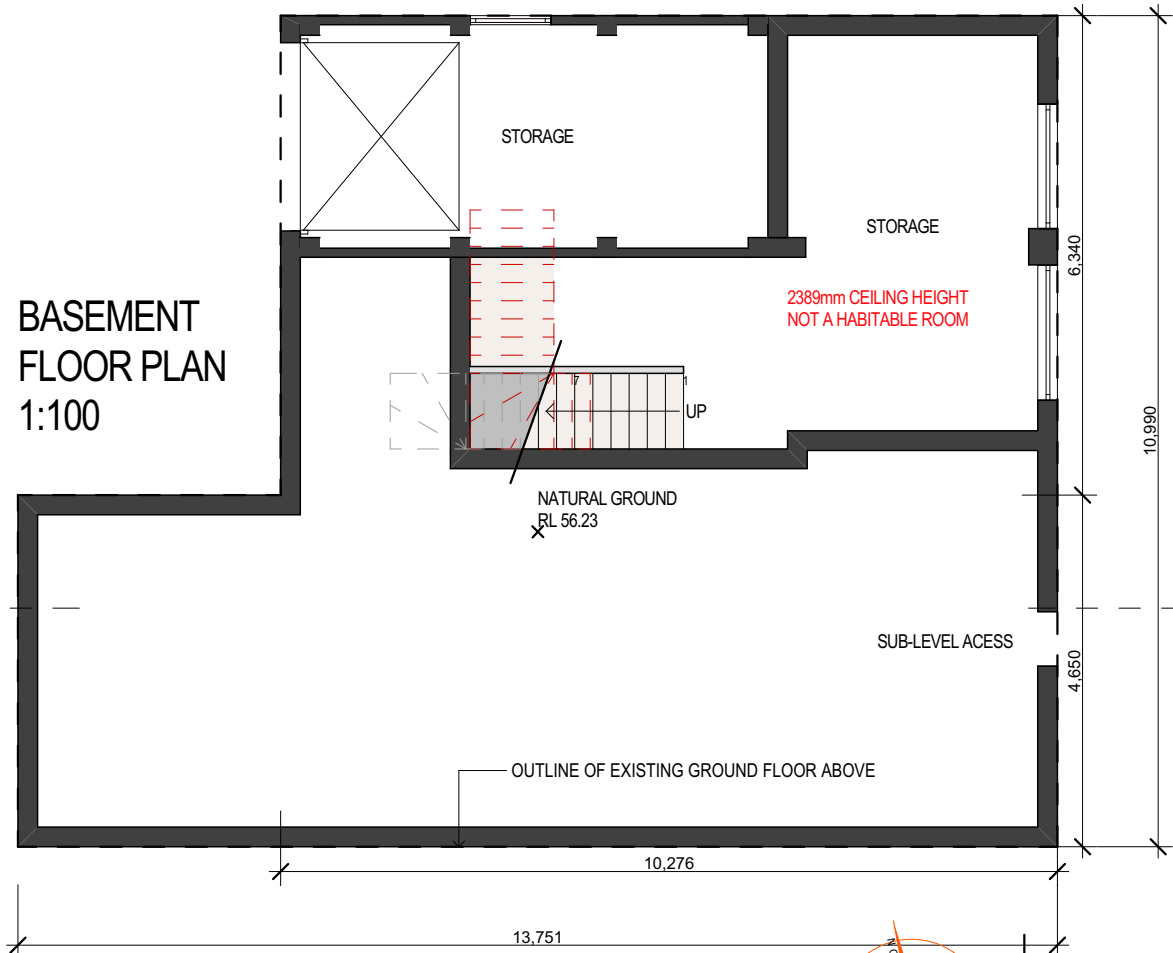 STORAGE
STORAGE
6,340
2389mm CEILING HEIGHT
NOT A HABITABLE ROOM
BASEMENT
FLOOR PLAN
1:100
7
1
UP
10,990
NATURAL GROUND
RL 56.23
SUB-LEVEL ACESS
4,650
OUTLINE OF EXISTING GROUND FLOOR ABOVE
10,276
13,751